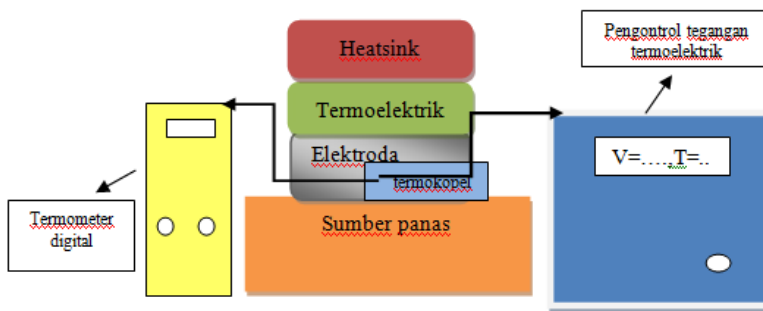 Heatsink
Termoelektrik
Elektroda
termokopel
Sumber panas
Termometer
digital
Pengontrol tegangan
termoelektrik
V=....,T=..